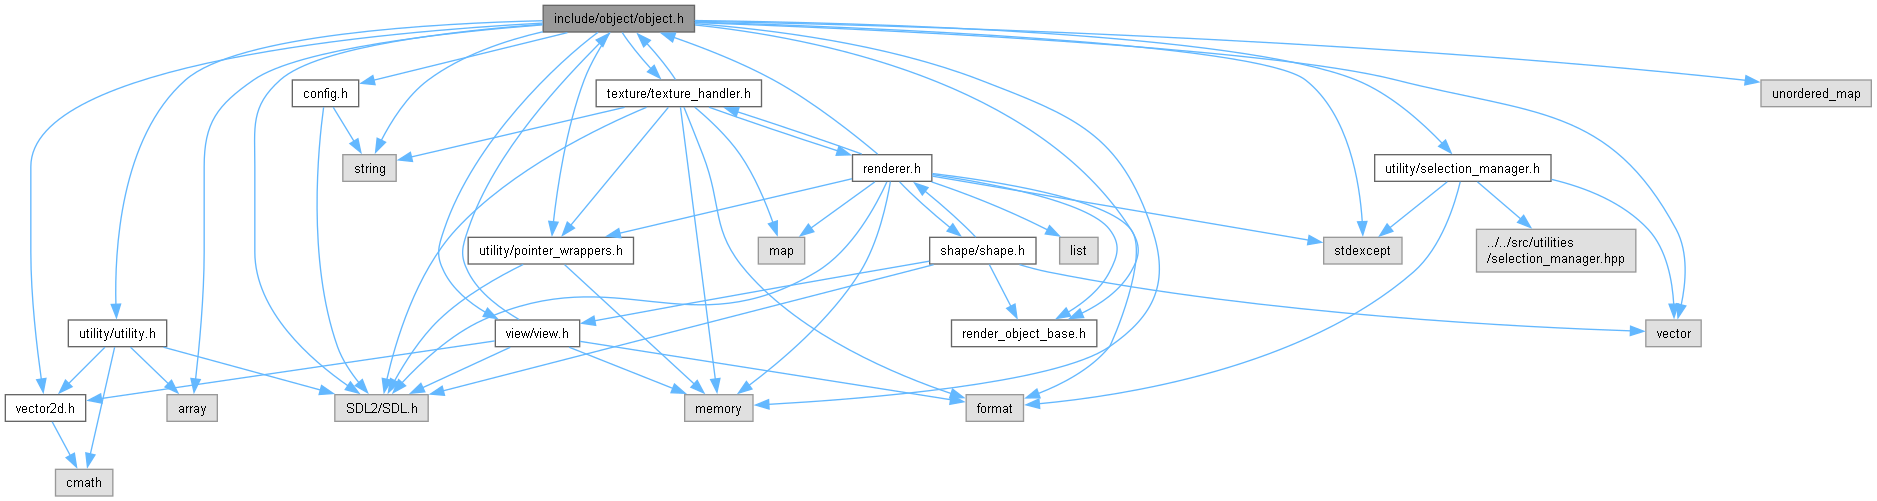 include/object/object.h
config.h
texture/texture_handler.h
unordered_map
string
renderer.h
utility/selection_manager.h
utility/pointer_wrappers.h
map
shape/shape.h
list
stdexcept
../../src/utilities
/selection_manager.hpp
utility/utility.h
view/view.h
render_object_base.h
vector
vector2d.h
array
SDL2/SDL.h
memory
format
cmath